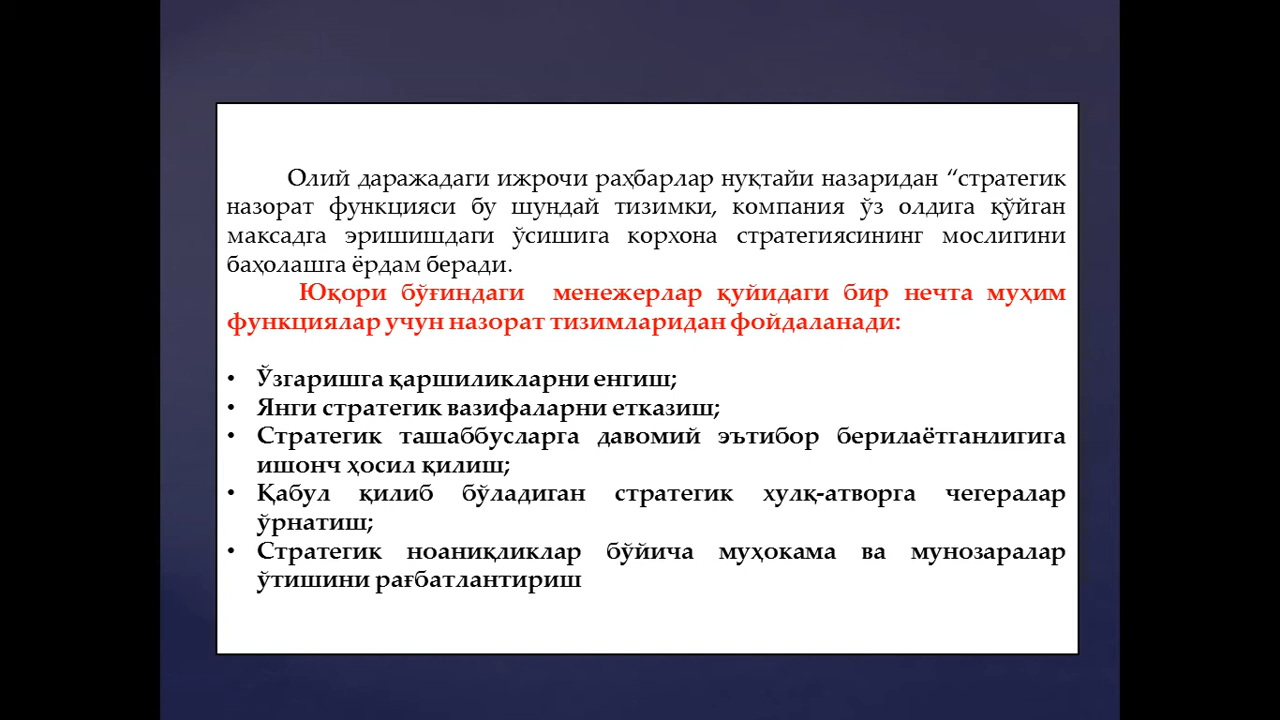 Олий даражадаги ижрочи раҳбарлар нуқтайи назаридан “стратегик
назорат функцияси бу шундай тизимки, компания ўз олдига қўйган
максадга эришишдаги ўсишига корхона стратегиясининг мослигини
баҳолашга ёрдам беради.
Юқори бўғиндаги менежерлар қуйидаги бир нечта муҳим
функциялар учун назорат тизимларидан фойдаланади:
• Ўзгаришга қаршиликларни енгиш;
• Янги стратегик вазифаларни етказиш;
• Стратегик ташаббусларга давомий эътибор берилаётганлигига
ишонч ҳосил қилиш;
• Қабул қилиб бўладиган стратегик хулқ-атворга чегералар
ўрнатиш;
• Стратегик ноаниқликлар бўйича муҳокама ва мунозаралар
ўтишини рағбатлантириш